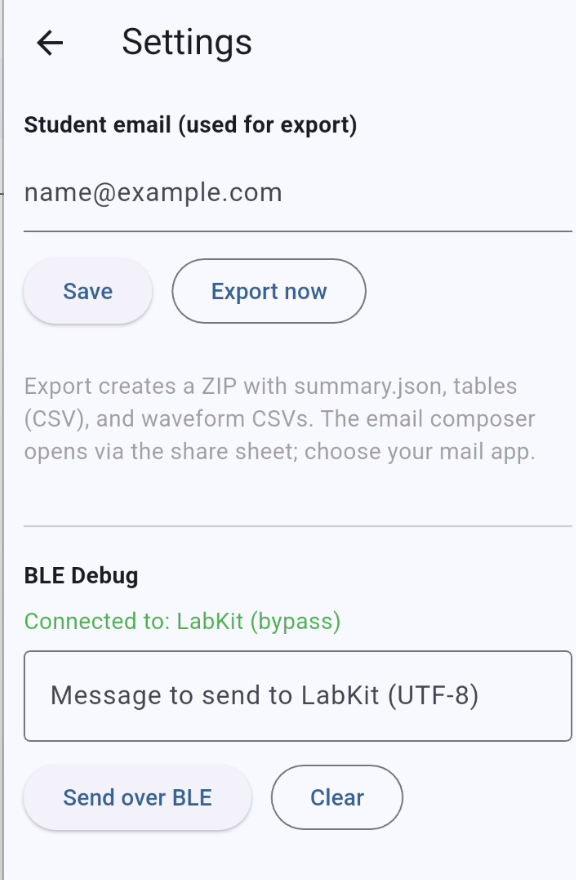 Settings
Student email (used for export)
name@example.com
Save
Export now
Export creates a ZIP with summary.json, tables
(CSV), and waveform CSVs. The email composer
opens via the share sheet; choose your mail app.
BLE Debug
Connected to: LabKit (bypass)
Message to send to LabKit (UTF-8)
Send over BLE
Clear